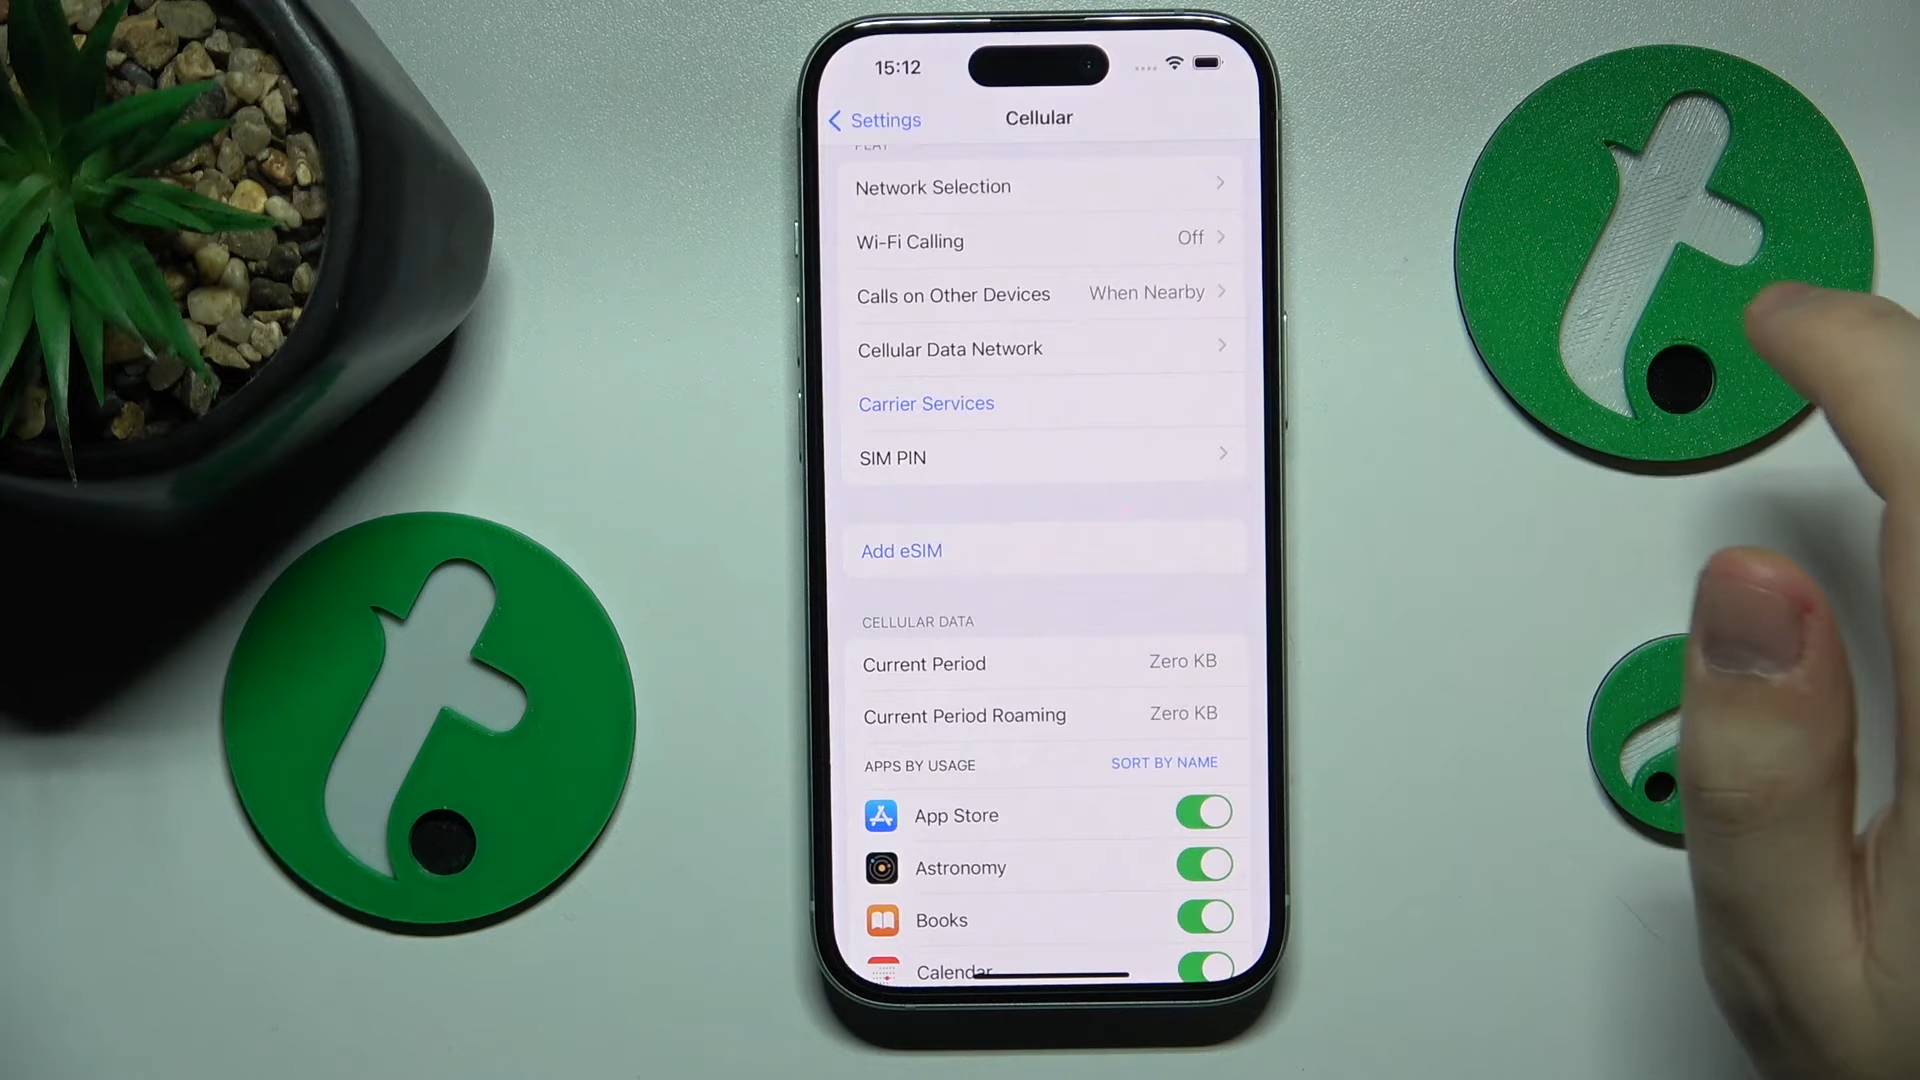 15:12
Settings
Cellular
PLAY
Network Selection
Wi-Fi Calling Off
Calls on Other Devices When Nearby
Cellular Data Network
Carrier Services
SIM PIN
Add eSIM
CELLULAR DATA
Current Period Zero KB
Current Period Roaming Zero KB
APPS BY USAGE SORT BY NAME
App Store
Astronomy
Books
Calendar